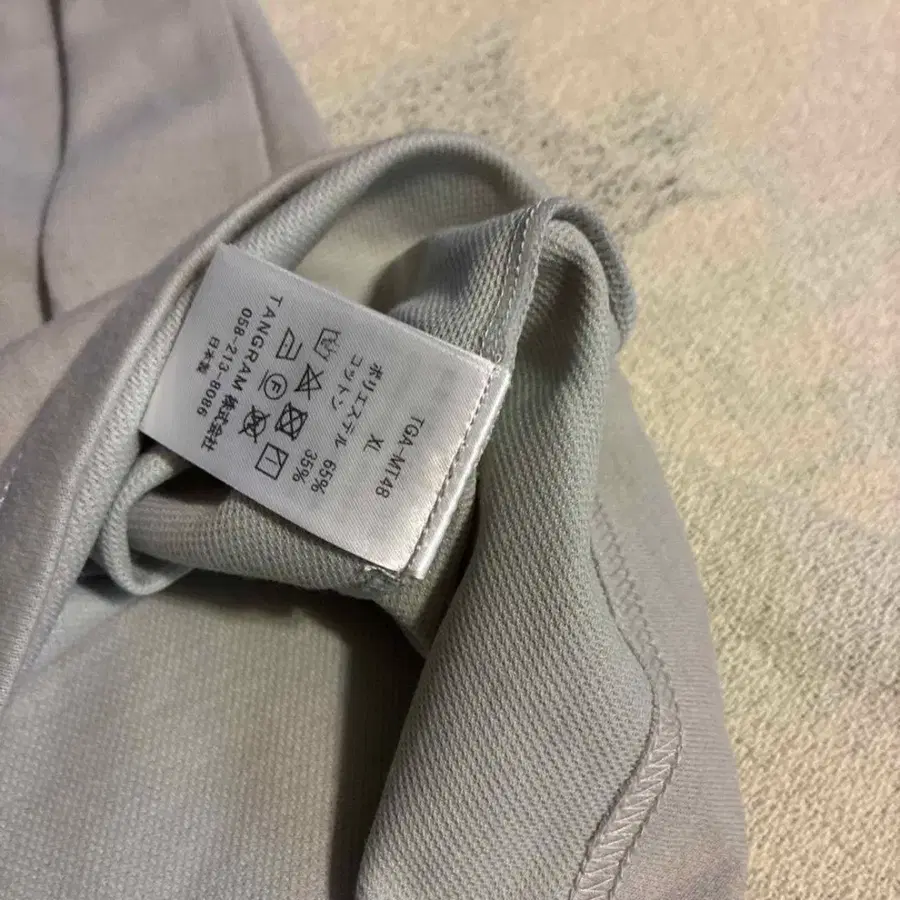 TGA-MT48
XL
ポリエステル 65%
コットン 35%
TANGRAM 株式会社
058-213-8086
日本製